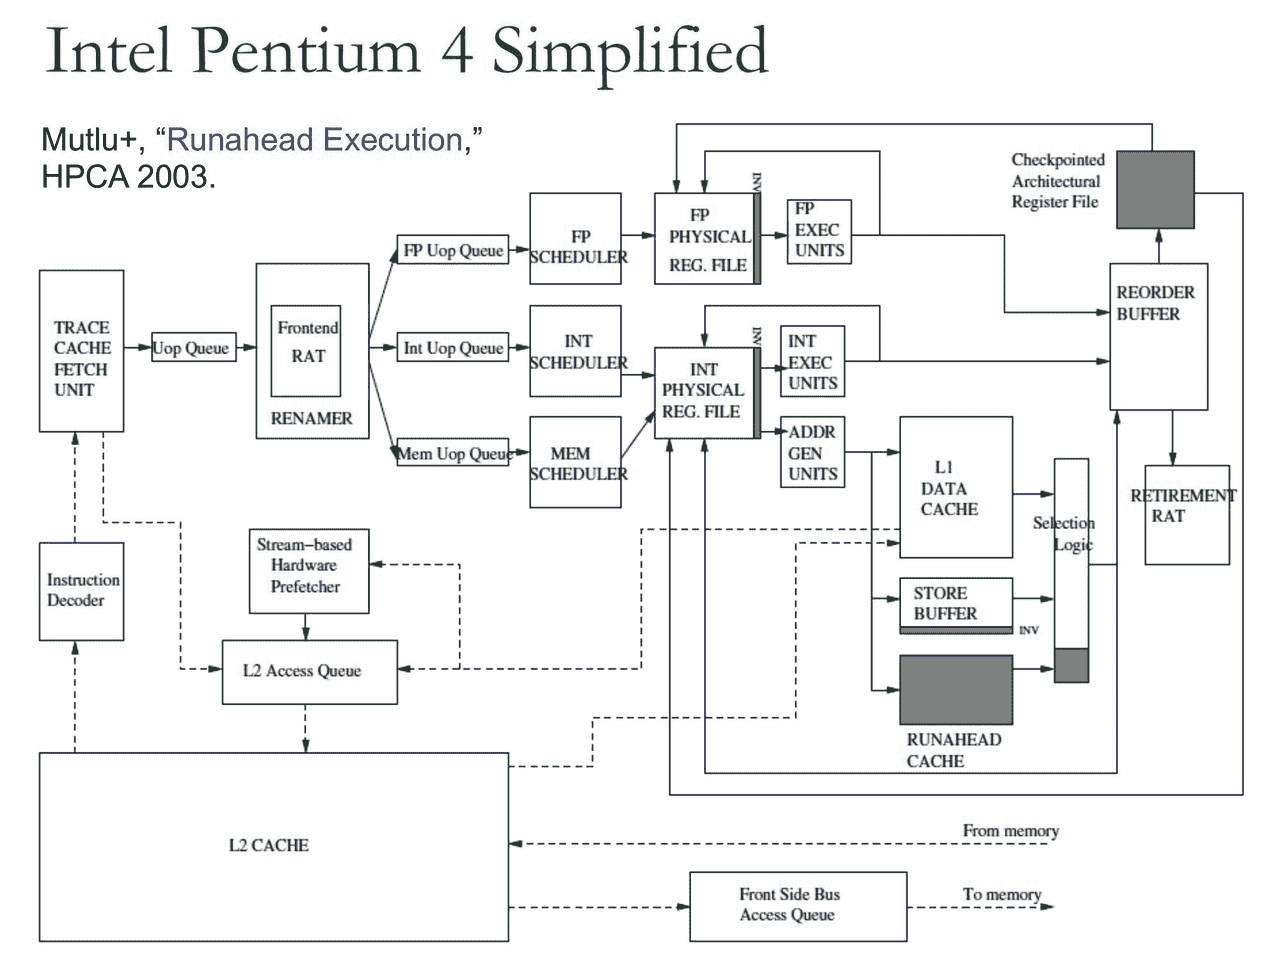 Intel Pentium 4 Simplified
Mutlu+, “Runahead Execution,”
HPCA 2003.
Checkpointed
Architectural
Register File
INV
FP
PHYSICAL
REG. FILE
FP
EXEC
UNITS
FP
SCHEDULER
FP Uop Queue
TRACE
CACHE
FETCH
UNIT
Uop Queue
Frontend
RAT
RENAMER
Int Uop Queue
INT
SCHEDULER
INV
INT
PHYSICAL
REG. FILE
INT
EXEC
UNITS
REORDER
BUFFER
Mem Uop Queue
MEM
SCHEDULER
ADDR
GEN
UNITS
L1
DATA
CACHE
Selection
Logic
RETIREMENT
RAT
Instruction
Decoder
Stream-based
Hardware
Prefetcher
STORE
BUFFER
INV
L2 Access Queue
RUNAHEAD
CACHE
L2 CACHE
From memory
Front Side Bus
Access Queue
To memory